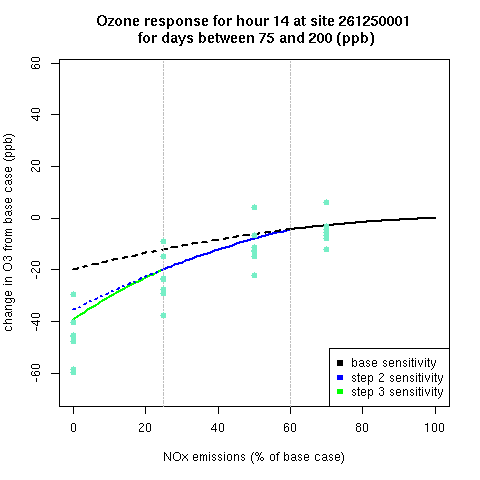 Ozone response for hour 14 at site 261250001
for days between 75 and 200 (ppb)
change in O3 from base case (ppb)
60
40
20
0
-20
-40
-60
base sensitivity
step 2 sensitivity
step 3 sensitivity
0 20 40 60 80 100
NOx emissions (% of base case)